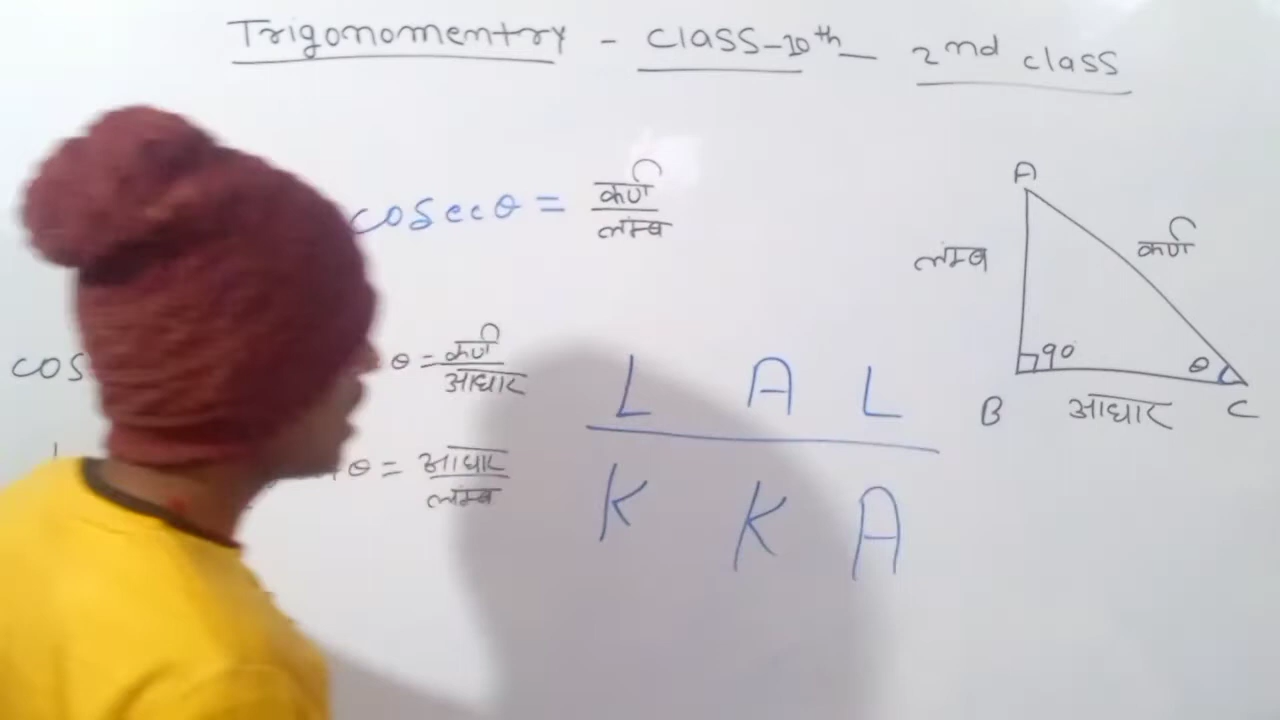 Trigonomentry - class-10th 2nd class
cosecθ = कर्ण
लम्ब
A
लम्ब
कर्ण
90
θ
B
आधार
C
cos
θ = कर्ण
आधार
θ = आधार
लम्ब
L A L
K K A